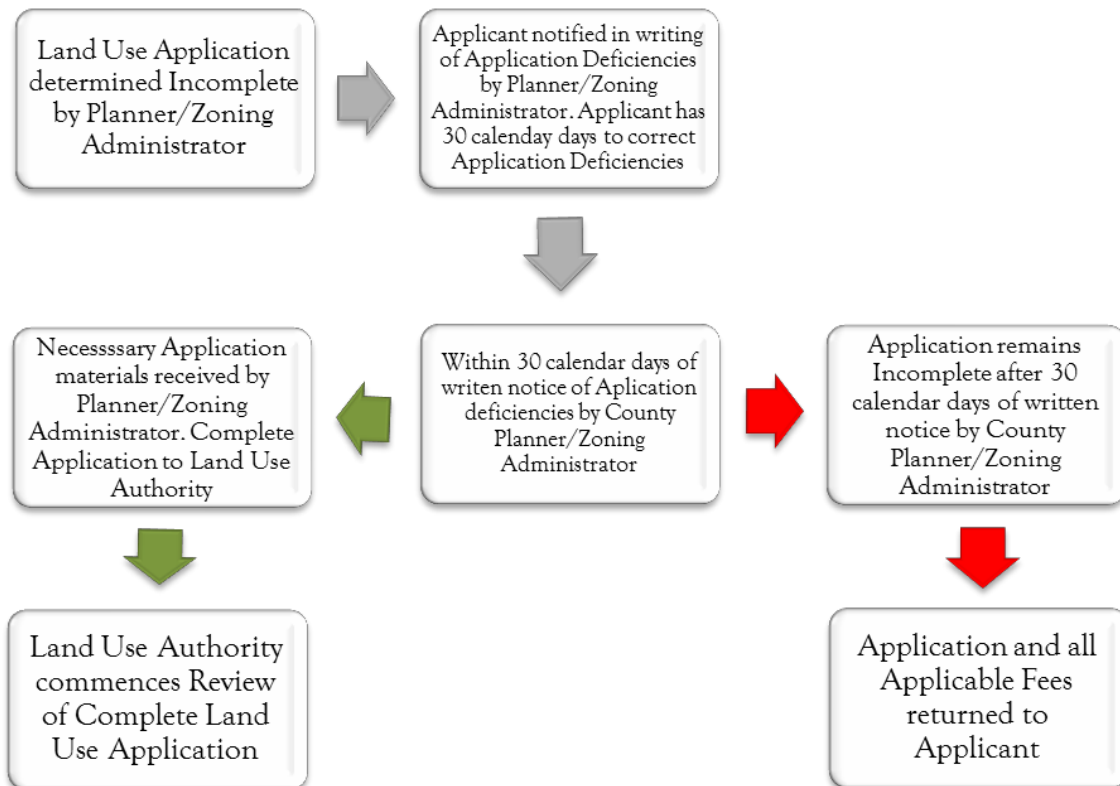 Land Use Application
determined Incomplete
by Planner/Zoning
Administrator
Applicant notified in writing
of Application Deficiencies
by Planner/Zoning
Administrator. Applicant has
30 calenday days to correct
Application Deficiencies
Necessssary Application
materials received by
Planner/Zoning
Administrator. Complete
Application to Land Use
Authority
Within 30 calendar days of
writen notice of Aplication
deficiencies by County
Planner/Zoning
Administrator
Application remains
Incomplete after 30
calendar days of written
notice by County
Planner/Zoning
Administrator
Land Use Authority
commences Review
of Complete Land
Use Application
Application and all
Applicable Fees
returned to
Applicant